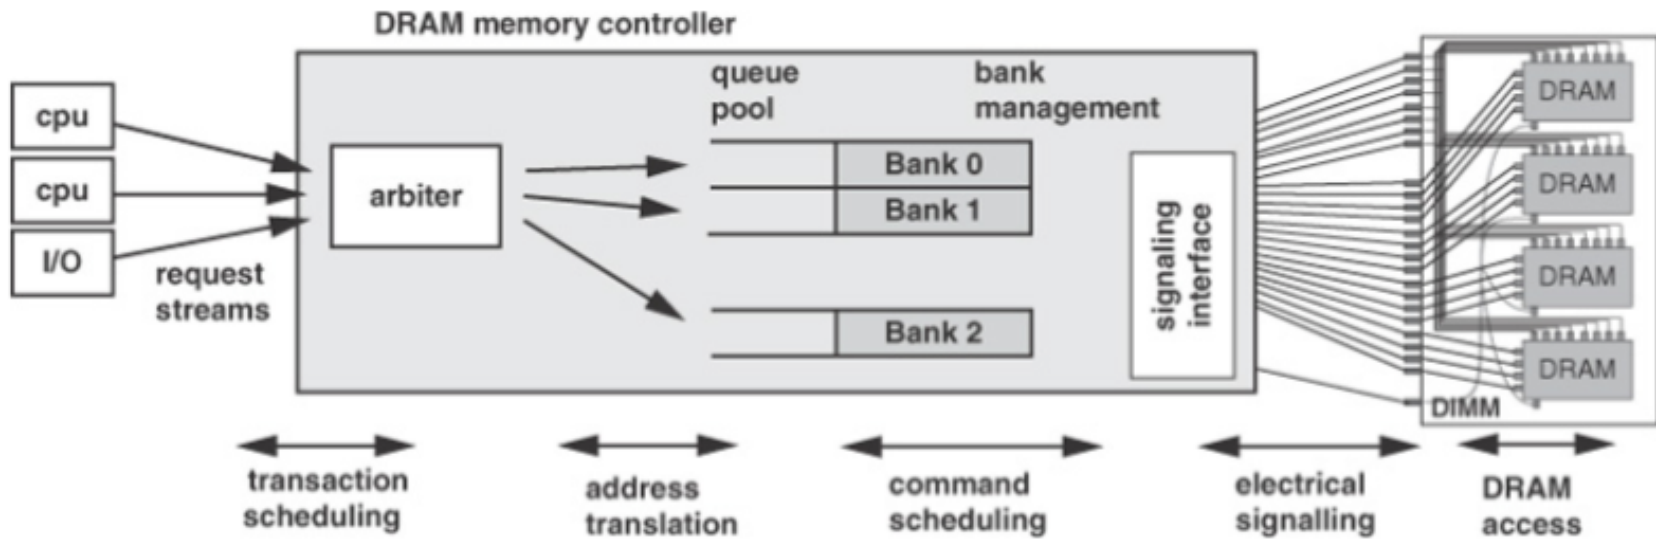 DRAM memory controller
cpu
cpu
I/O
request
streams
arbiter
queue
pool
bank
management
Bank 0
Bank 1
Bank 2
signaling
interface
DRAM
DRAM
DRAM
DRAM
DIMM
transaction
scheduling
address
translation
command
scheduling
electrical
signalling
DRAM
access